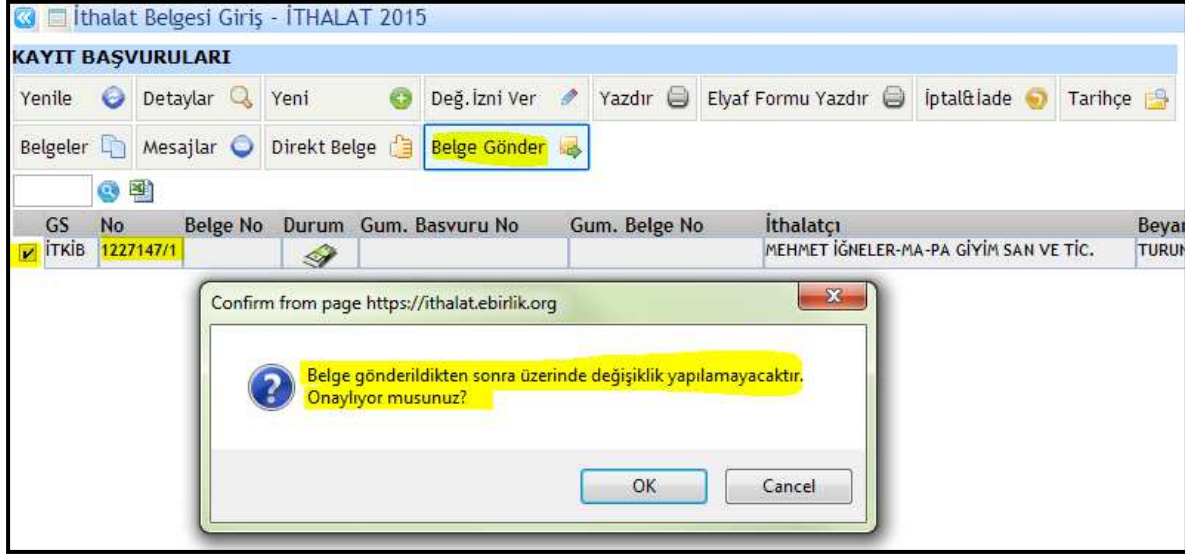 İthalat Belgesi Giriş - İTHALAT 2015
KAYIT BAŞVURULARI
Yenile Detaylar Yeni Değ.İzni Ver Yazdır Elyaf Formu Yazdır İptal&İade Tarihçe
Belgeler Mesajlar Direkt Belge Belge Gönder
GS No Belge No Durum Gum. Basvuru No Gum. Belge No İthalatçı Beyar
İTKİB 1227147/1 MEHMET İĞNELER-MA-PA GİYİM SAN VE TİC. TURUN
Confirm from page https://ithalat.ebirlik.org
Belge gönderildikten sonra üzerinde değişiklik yapılamayacaktır.
Onaylıyor musunuz?
OK Cancel